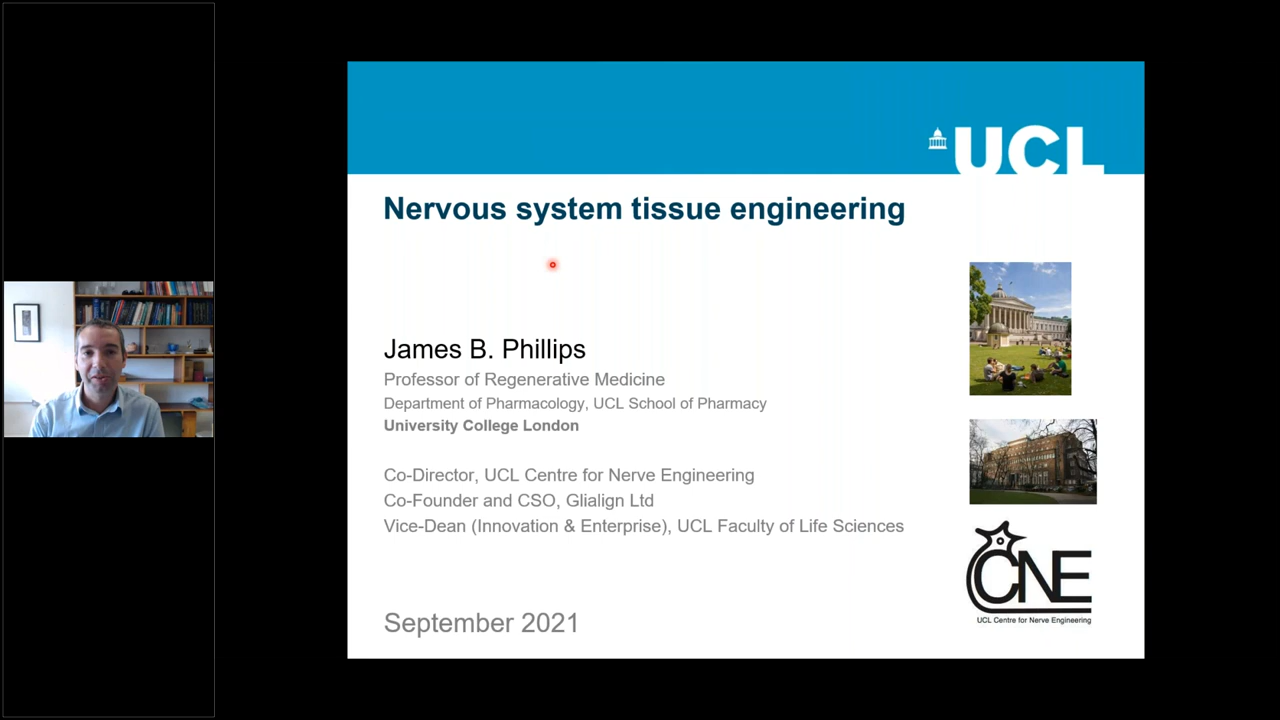 UCL
Nervous system tissue engineering
James B. Phillips
Professor of Regenerative Medicine
Department of Pharmacology, UCL School of Pharmacy
University College London
Co-Director, UCL Centre for Nerve Engineering
Co-Founder and CSO, Glialign Ltd
Vice-Dean (Innovation & Enterprise), UCL Faculty of Life Sciences
CNE
UCL Centre for Nerve Engineering
September 2021